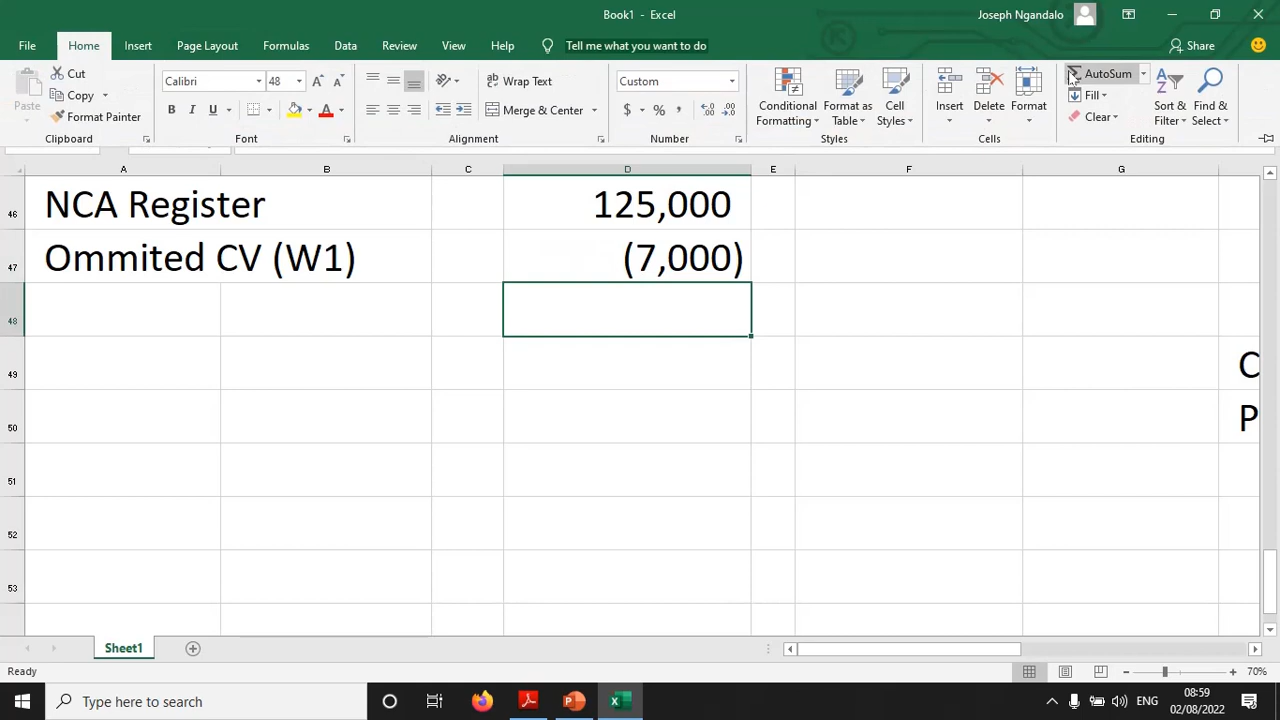 Book1 - Excel
Joseph Ngandalo
File Home Insert Page Layout Formulas Data Review View Help Tell me what you want to do Share
Paste
Cut
Copy
Format Painter
Clipboard
Calibri 48
B I U
Font
Wrap Text
Merge & Center
Alignment
Custom
Number
Conditional Formatting
Format as Table
Cell Styles
Styles
Insert Delete Format
Cells
AutoSum
Fill
Clear
Sort & Filter
Find & Select
Editing
A B C D E F G
46 NCA Register 125,000
47 Ommited CV (W1) (7,000)
48
49 C
50 P
51
52
53
Sheet1
Ready
70%
Type here to search
ENG
08:59
02/08/2022